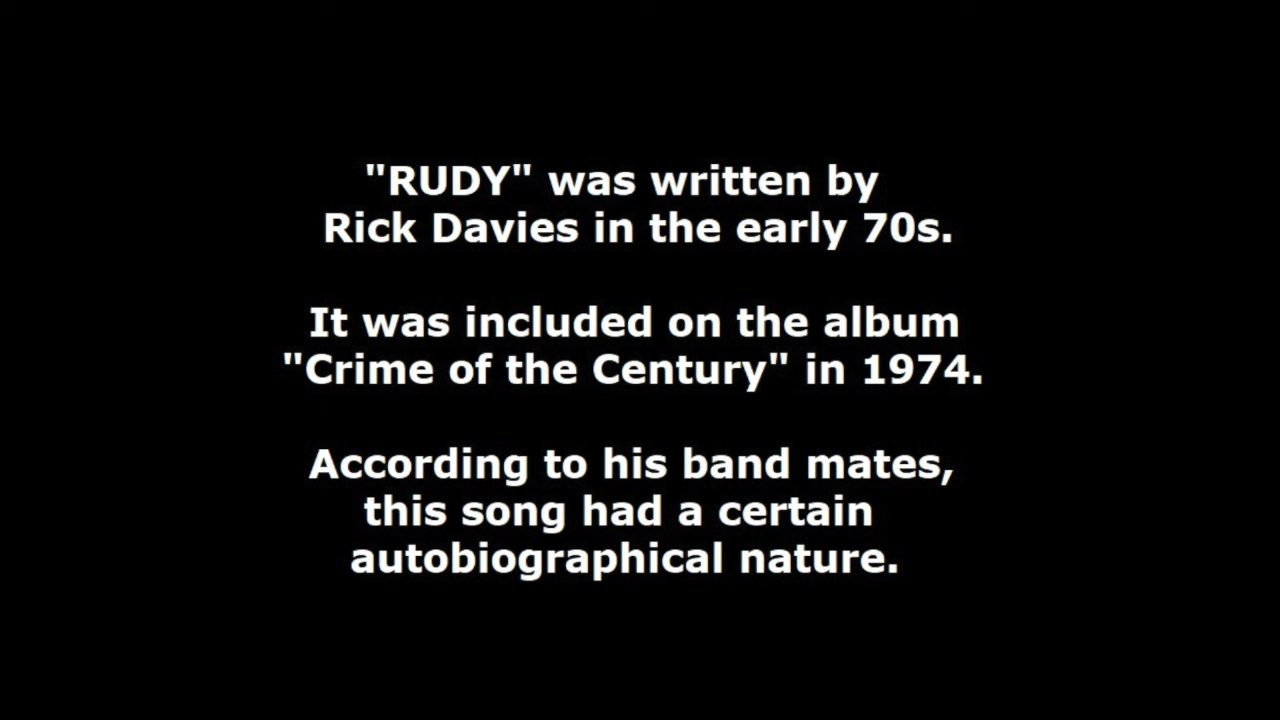 "RUDY" was written by
Rick Davies in the early 70s.
It was included on the album
"Crime of the Century" in 1974.
According to his band mates,
this song had a certain
autobiographical nature.